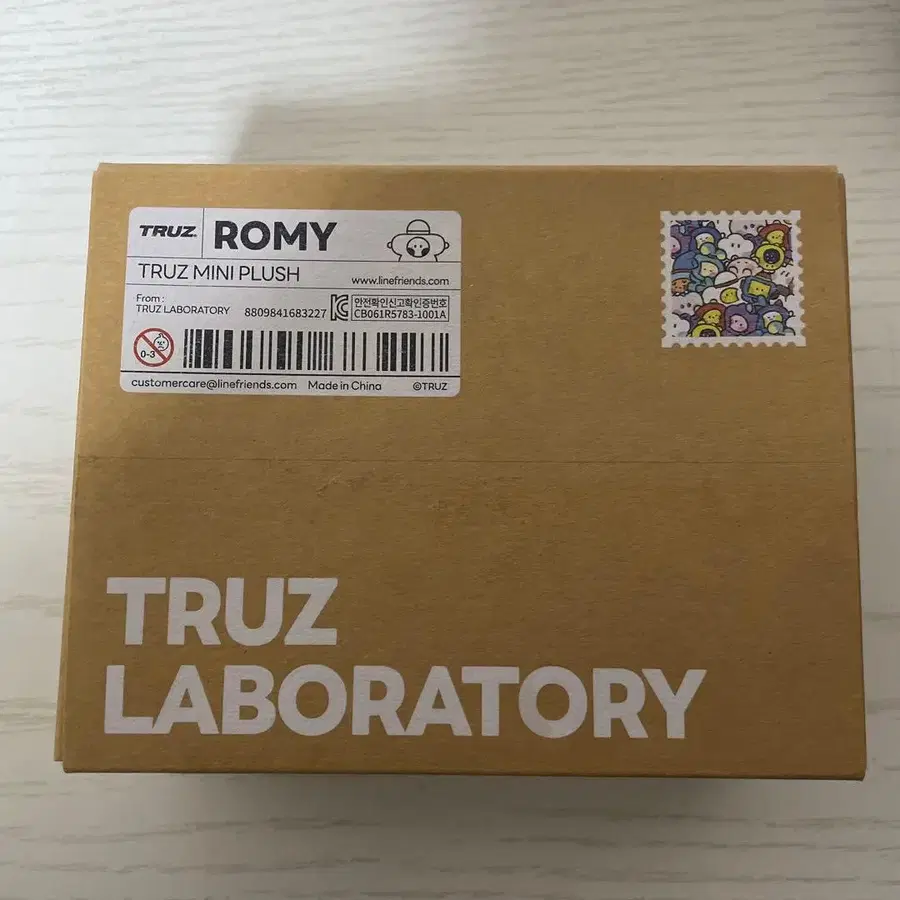 TRUZ. ROMY
TRUZ MINI PLUSH
www.linefriends.com
From :
TRUZ LABORATORY
8809841683227
안전확인신고확인증번호
CB061R5783-1001A
0-3
customercare@linefriends.com Made in China ©TRUZ
TRUZ
LABORATORY